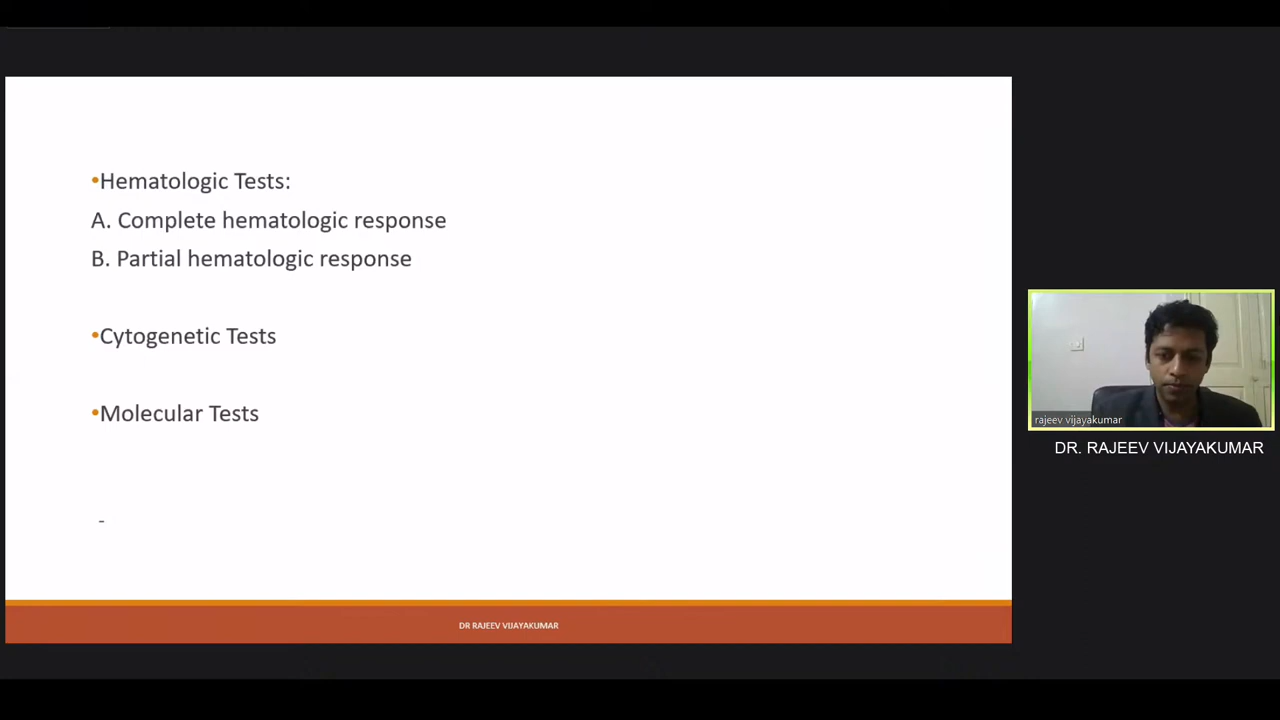 •Hematologic Tests:
A. Complete hematologic response
B. Partial hematologic response
•Cytogenetic Tests
•Molecular Tests
-
DR RAJEEV VIJAYAKUMAR
rajeev vijayakumar
DR. RAJEEV VIJAYAKUMAR